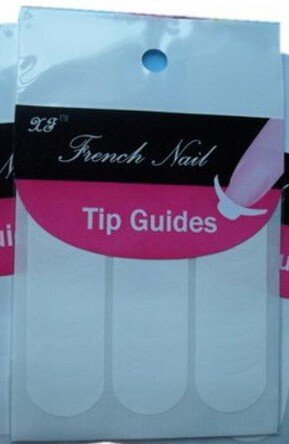 XF™
French Nail
Tip Guides